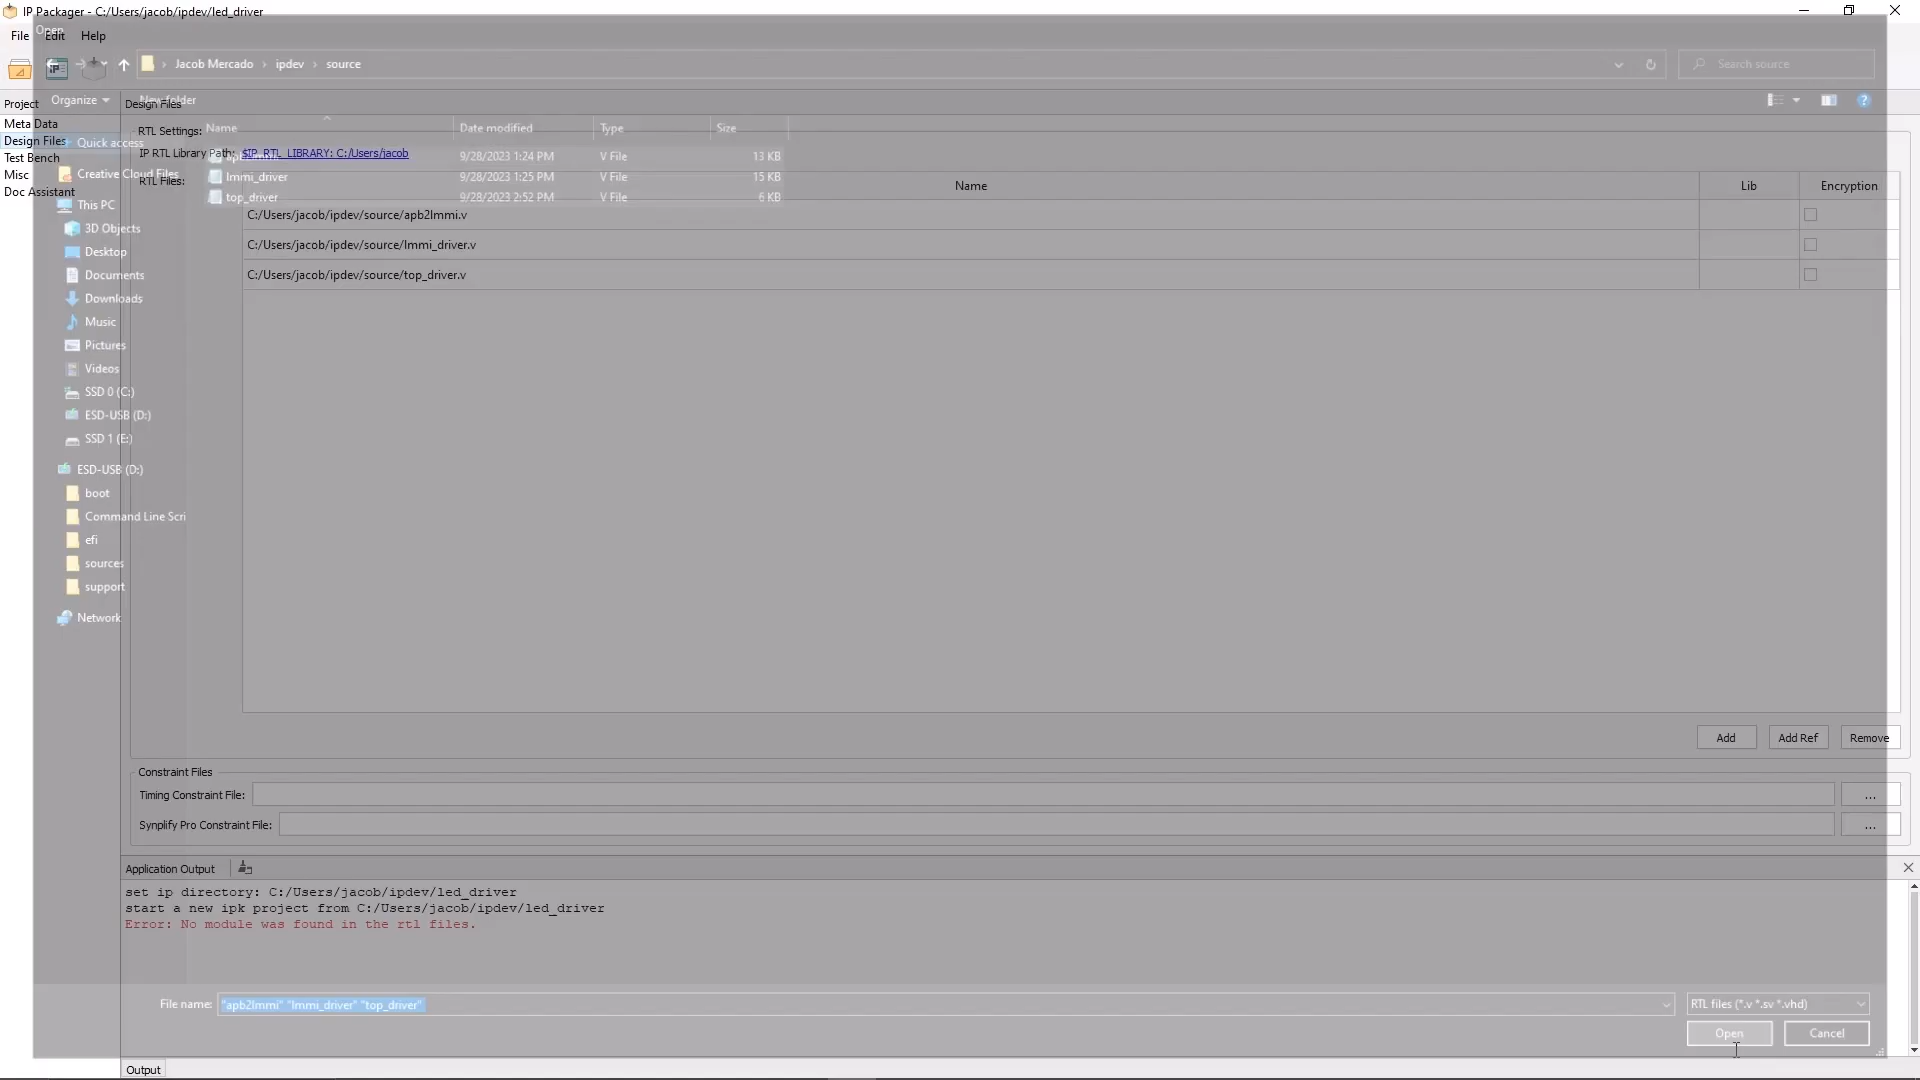 IP Packager - C:/Users/jacob/ipdev/led_driver
File Edit Help
Open
Jacob Mercado > ipdev > source
Search source
Organize
New folder
Project
Meta Data
Design Files
Test Bench
Misc
Doc Assistant
Quick access
Creative Cloud Files
This PC
3D Objects
Desktop
Documents
Downloads
Music
Pictures
Videos
SSD 0 (C:)
ESD-USB (D:)
SSD 1 (E:)
ESD-USB (D:)
boot
Command Line Scri
efi
sources
support
Network
Design Files
RTL Settings:
Name Date modified Type Size
IP RTL Library Path: $IP_RTL_LIBRARY: C:/Users/jacob
9/28/2023 1:24 PM V File 13 KB
lmmi_driver 9/28/2023 1:25 PM V File 15 KB
top_driver 9/28/2023 2:52 PM V File 6 KB
RTL Files:
Name Lib Encryption
C:/Users/jacob/ipdev/source/apb2lmmi.v
C:/Users/jacob/ipdev/source/lmmi_driver.v
C:/Users/jacob/ipdev/source/top_driver.v
Add Add Ref Remove
Constraint Files
Timing Constraint File: ...
Synplify Pro Constraint File: ...
Application Output
set ip directory: C:/Users/jacob/ipdev/led_driver
start a new ipk project from C:/Users/jacob/ipdev/led_driver
Error: No module was found in the rtl files.
File name: "apb2lmmi" "lmmi_driver" "top_driver" RTL files (*.v *.sv *.vhd)
Open Cancel
Output